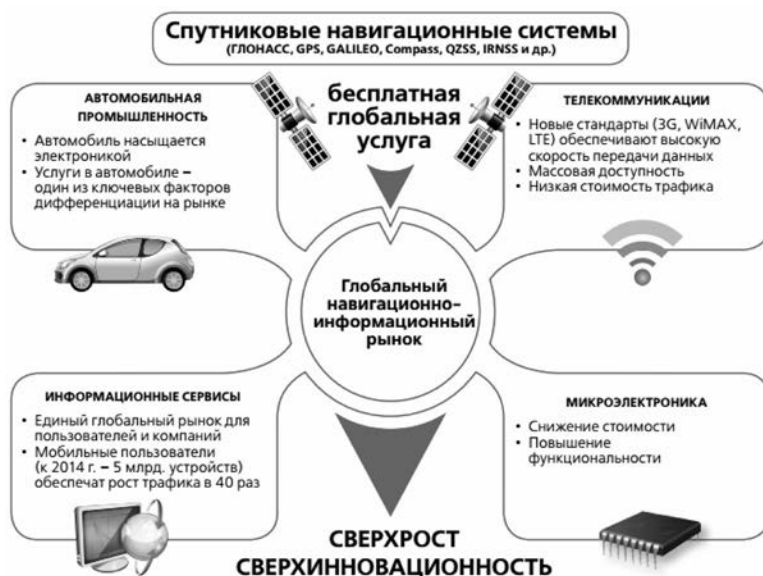 Спутниковые навигационные системы
(ГЛОНАСС, GPS, GALILEO, Compass, QZSS, IRNSS и др.)
бесплатная
глобальная
услуга
АВТОМОБИЛЬНАЯ
ПРОМЫШЛЕННОСТЬ
• Автомобиль насыщается
электроникой
• Услуги в автомобиле –
один из ключевых факторов
дифференциации на рынке
ТЕЛЕКОММУНИКАЦИИ
• Новые стандарты (3G, WiMAX,
LTE) обеспечивают высокую
скорость передачи данных
• Массовая доступность
• Низкая стоимость трафика
Глобальный
навигационно-
информационный
рынок
ИНФОРМАЦИОННЫЕ СЕРВИСЫ
• Единый глобальный рынок для
пользователей и компаний
• Мобильные пользователи
(к 2014 г. – 5 млрд. устройств)
обеспечат рост трафика в 40 раз
МИКРОЭЛЕКТРОНИКА
• Снижение стоимости
• Повышение
функциональности
СВЕРХРОСТ
СВЕРХИННОВАЦИОННОСТЬ